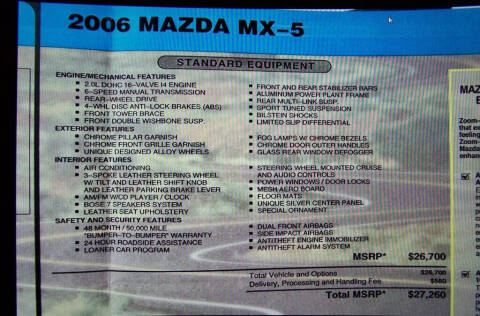 2006 MAZDA MX-5
STANDARD EQUIPMENT
ENGINE/MECHANICAL FEATURES
2.0L DOHC 16-VALVE I4 ENGINE
6-SPEED MANUAL TRANSMISSION
REAR-WHEEL DRIVE
4-WHL DISC ANTI-LOCK BRAKES (ABS)
FRONT TOWER BRACE
FRONT DOUBLE WISHBONE SUSP.
FRONT AND REAR STABILIZER BARS
ALUMINUM POWER PLANT FRAME
REAR MULTI-LINK SUSP.
SPORT TUNED SUSPENSION
BILSTEIN SHOCKS
LIMITED SLIP DIFFERENTIAL
EXTERIOR FEATURES
CHROME PILLAR GARNISH
CHROME FRONT GRILLE GARNISH
UNIQUE DESIGNED ALLOY WHEELS
FOG LAMPS W/ CHROME BEZELS
CHROME DOOR OUTER HANDLES
GLASS REAR WINDOW DEFOGGER
INTERIOR FEATURES
AIR CONDITIONING
3-SPOKE LEATHER STEERING WHEEL
W/ TILT AND LEATHER SHIFT KNOB
AND LEATHER PARKING BRAKE LEVER
AM/FM W/CD PLAYER / CLOCK
BOSE 7 SPEAKERS SYSTEM
LEATHER SEAT UPHOLSTERY
STEERING WHEEL MOUNTED CRUISE
AND AUDIO CONTROLS
POWER WINDOWS / DOOR LOCKS
MESH AERO BOARD
FLOOR MATS
UNIQUE SILVER CENTER PANEL
SPECIAL ORNAMENT
SAFETY AND SECURITY FEATURES
48 MONTH / 50,000 MILE
"BUMPER-TO-BUMPER" WARRANTY
24 HOUR ROADSIDE ASSISTANCE
LOANER CAR PROGRAM
DUAL FRONT AIRBAGS
SIDE IMPACT AIRBAGS
ANTITHEFT ENGINE IMMOBILIZER
ANTITHEFT ALARM SYSTEM
MSRP* $26,700
Total Vehicle and Options $26,700
Delivery, Processing and Handling Fee $560
Total MSRP* $27,260
MAZ
E
Zoom-
that e
feeling
Zoom-
Mazda
enhan